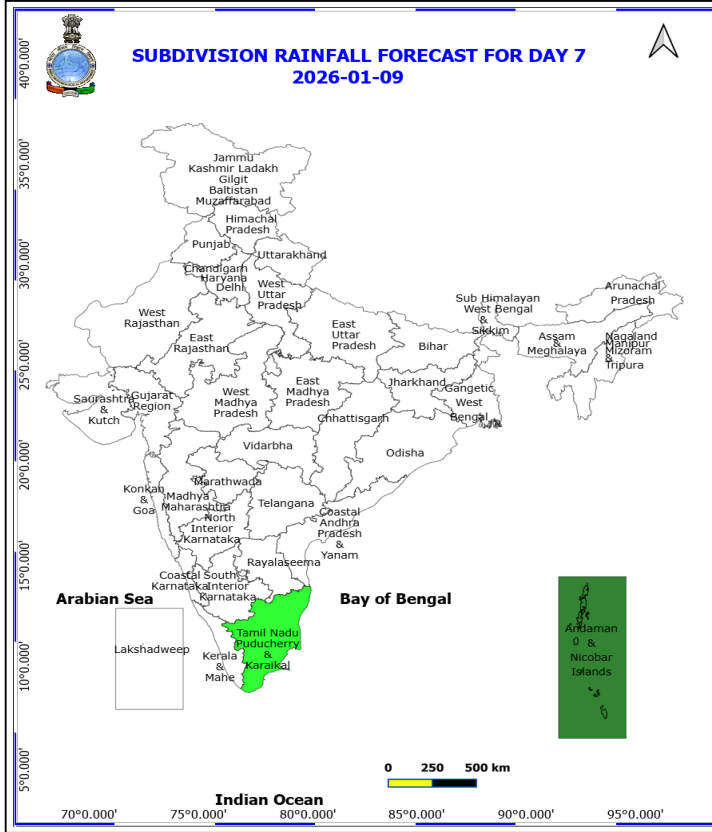 SUBDIVISION RAINFALL FORECAST FOR DAY 7
2026-01-09
40°0.000'
35°0.000'
30°0.000'
25°0.000'
20°0.000'
15°0.000'
10°0.000'
5°0.000'
Jammu
Kashmir Ladakh
Gilgit
Baltistan
Muzaffarabad
Himachal
Pradesh
Punjab
Uttarakhand
Chandigarh
Haryana
Delhi
West
Uttar
Pradesh
Arunachal
Pradesh
Sub Himalayan
West Bengal
&
Sikkim
West
Rajasthan
East
Rajasthan
East
Uttar
Pradesh
Bihar
Assam
&
Meghalaya
Nagaland
Manipur
Mizoram
&
Tripura
Saurashtra
&
Kutch
Gujarat
Region
West
Madhya
Pradesh
East
Madhya
Pradesh
Jharkhand
Gangetic
West
Bengal
Chhattisgarh
Vidarbha
Odisha
Konkan
&
Goa
Marathwada
Madhya
Maharashtra
North
Interior
Karnataka
Telangana
Coastal
Andhra
Pradesh
&
Yanam
Rayalaseema
Coastal
Karnataka
South
Interior
Karnataka
Arabian Sea
Bay of Bengal
Lakshadweep
Kerala
&
Mahe
Tamil Nadu
Puducherry
&
Karaikal
Andaman
&
Nicobar
Islands
0 250 500 km
Indian Ocean
70°0.000' 75°0.000' 80°0.000' 85°0.000' 90°0.000' 95°0.000'